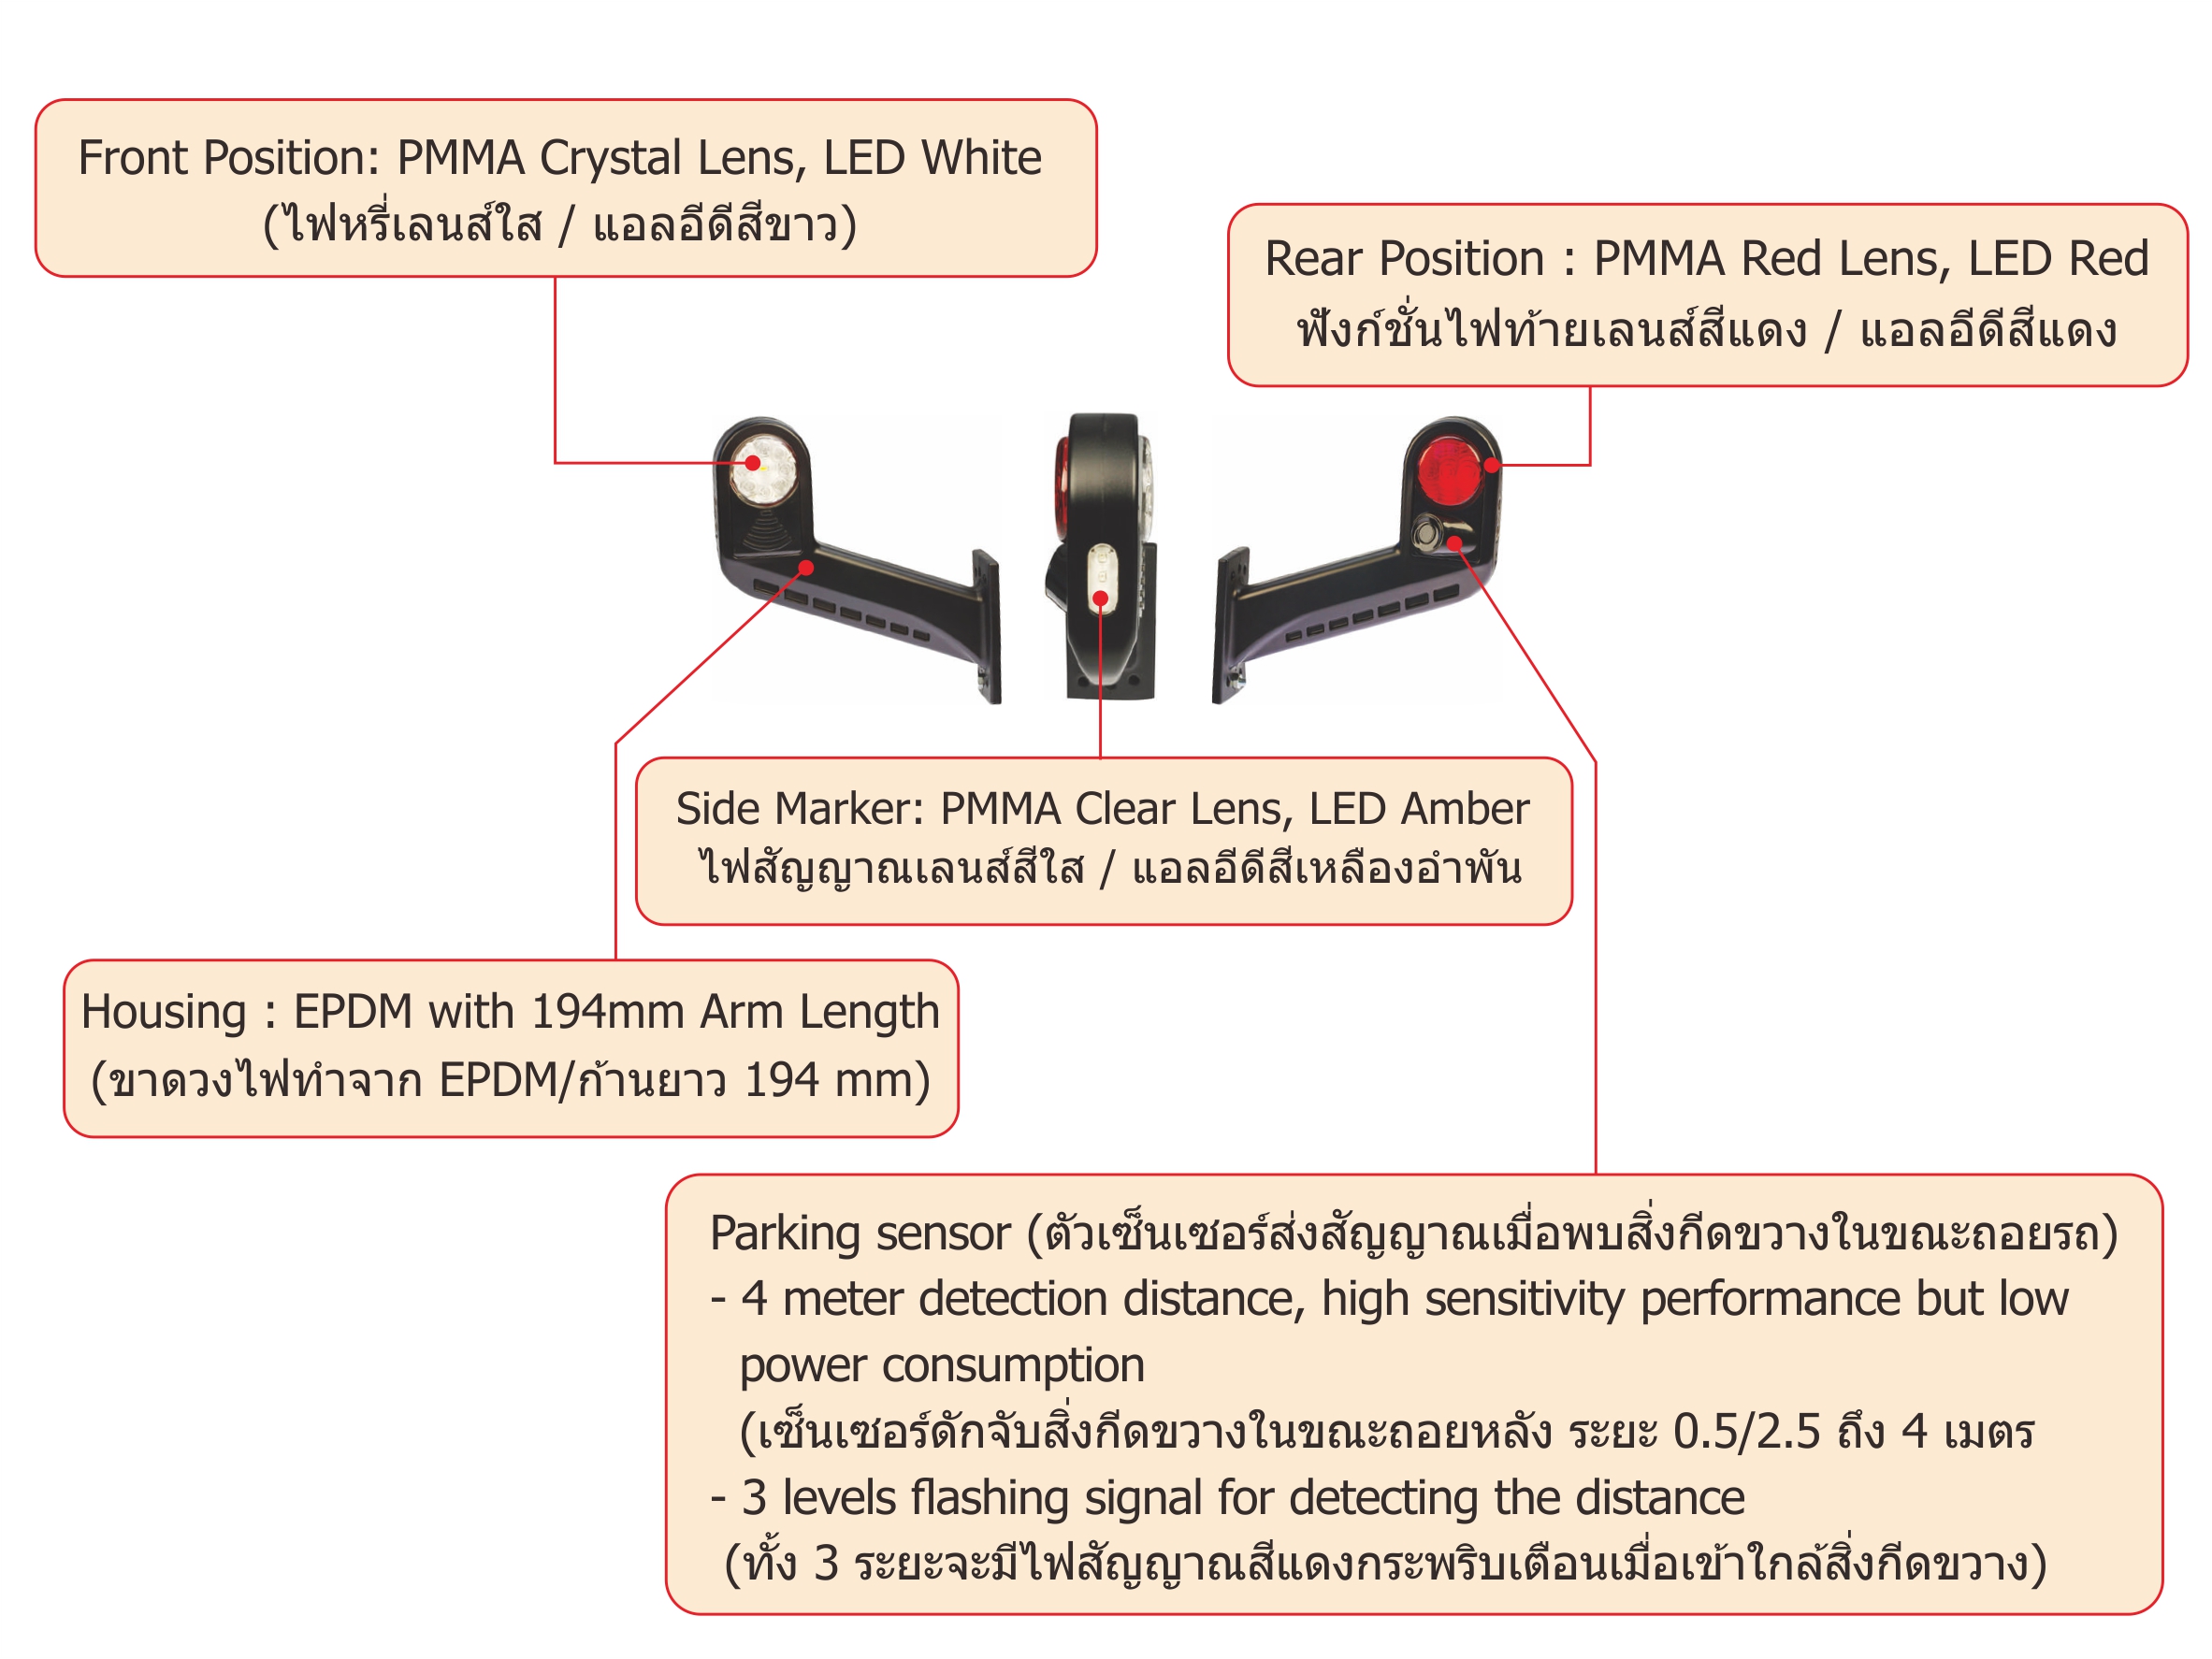 Front Position: PMMA Crystal Lens, LED White
(ไฟหรี่เลนส์ใส / แอลอีดีสีขาว)
Rear Position : PMMA Red Lens, LED Red
ฟังก์ชั่นไฟท้ายเลนส์สีแดง / แอลอีดีสีแดง
Side Marker: PMMA Clear Lens, LED Amber
ไฟสัญญาณเลนส์สีใส / แอลอีดีสีเหลืองอำพัน
Housing : EPDM with 194mm Arm Length
(ขาดวงไฟทำจาก EPDM/ก้านยาว 194 mm)
Parking sensor (ตัวเซ็นเซอร์ส่งสัญญาณเมื่อพบสิ่งกีดขวางในขณะถอยรถ)
- 4 meter detection distance, high sensitivity performance but low
power consumption
(เซ็นเซอร์ดักจับสิ่งกีดขวางในขณะถอยหลัง ระยะ 0.5/2.5 ถึง 4 เมตร
- 3 levels flashing signal for detecting the distance
(ทั้ง 3 ระยะจะมีไฟสัญญาณสีแดงกระพริบเตือนเมื่อเข้าใกล้สิ่งกีดขวาง)